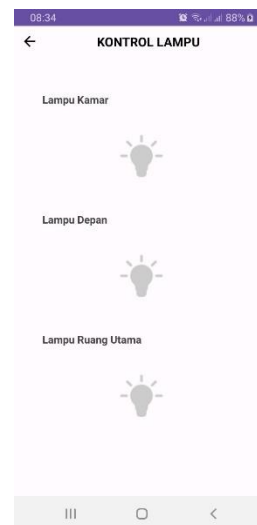 08:34 88%
KONTROL LAMPU
Lampu Kamar
Lampu Depan
Lampu Ruang Utama